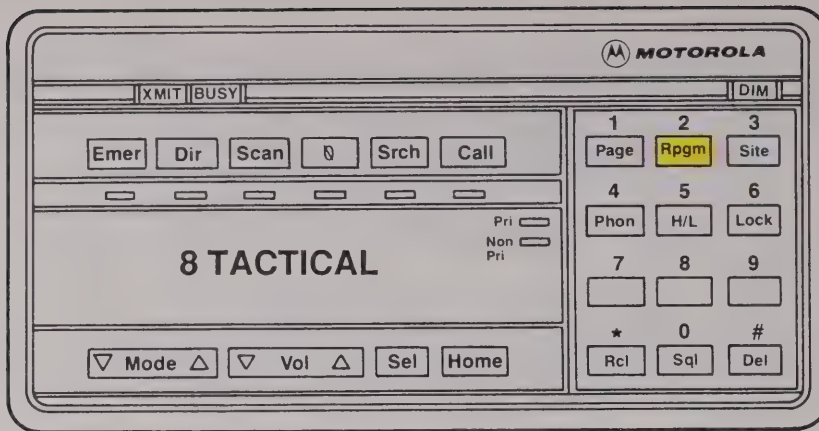 MOTOROLA
XMIT BUSY
DIM
Emer Dir Scan 0 Srch Call
Pri
Non
Pri
8 TACTICAL
Mode Vol Sel Home
1 2 3
Page Rpgm Site
4 5 6
Phon H/L Lock
7 8 9
* 0 #
Rcl Sql Del